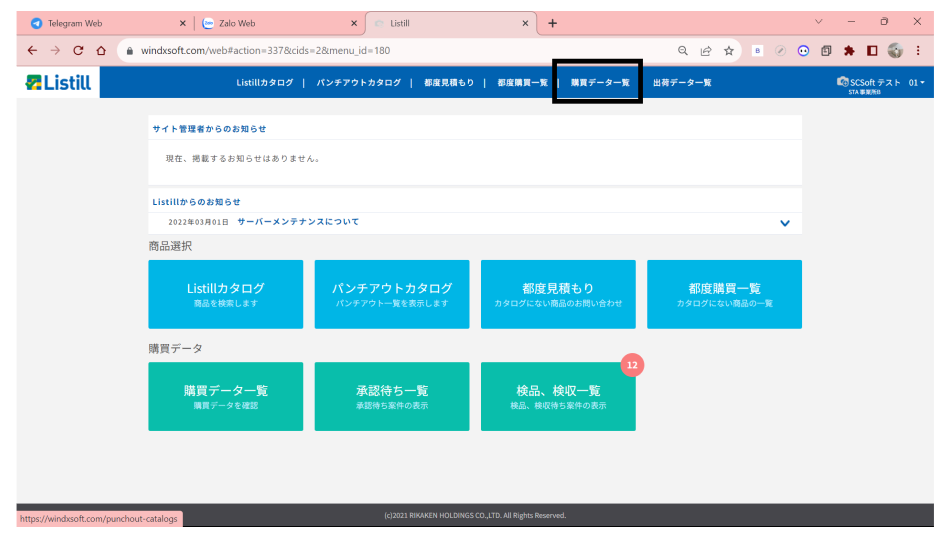 Telegram Web
Zalo Web
Listill
windxsoft.com/web#action=337&cids=2&menu_id=180
Listill
Listillカタログ | パンチアウトカタログ | 都度見積もり | 都度購買一覧 | 購買データ一覧 出荷データ一覧
SCSoft テスト 01
STA 事業所B
サイト管理者からのお知らせ
現在、掲載するお知らせはありません。
Listillからのお知らせ
2022年03月01日 サーバーメンテナンスについて
商品選択
Listillカタログ
商品を検索します
パンチアウトカタログ
パンチアウト一覧を表示します
都度見積もり
カタログにない商品のお問い合わせ
都度購買一覧
カタログにない商品の一覧
購買データ
購買データ一覧
購買データを確認
承認待ち一覧
承認待ち案件の表示
12
検品、検収一覧
検品、検収待ち案件の表示
(c)2021 RIKAKEN HOLDINGS CO.,LTD. All Rights Reserved.
https://windxsoft.com/punchout-catalogs